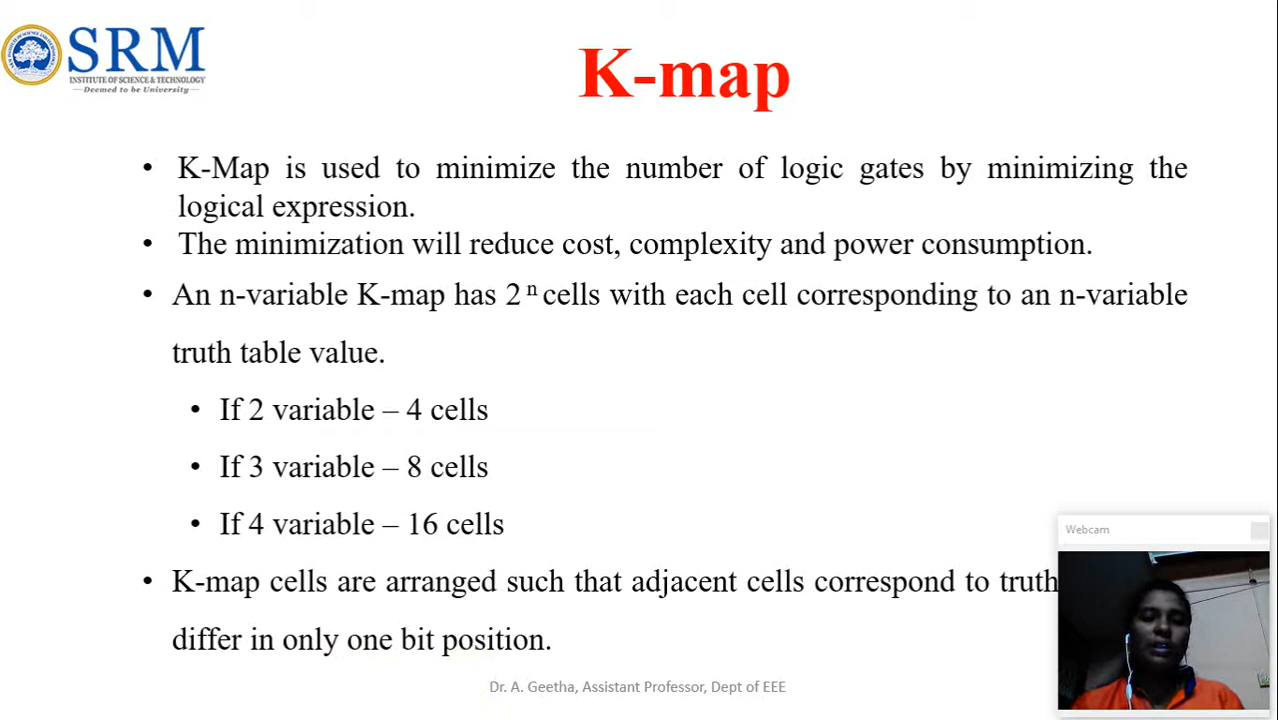 SRM
INSTITUTE OF SCIENCE & TECHNOLOGY
Deemed to be University
K-map
• K-Map is used to minimize the number of logic gates by minimizing the
logical expression.
• The minimization will reduce cost, complexity and power consumption.
• An n-variable K-map has 2 n cells with each cell corresponding to an n-variable
truth table value.
• If 2 variable – 4 cells
• If 3 variable – 8 cells
• If 4 variable – 16 cells
• K-map cells are arranged such that adjacent cells correspond to truth
differ in only one bit position.
Webcam
Dr. A. Geetha, Assistant Professor, Dept of EEE